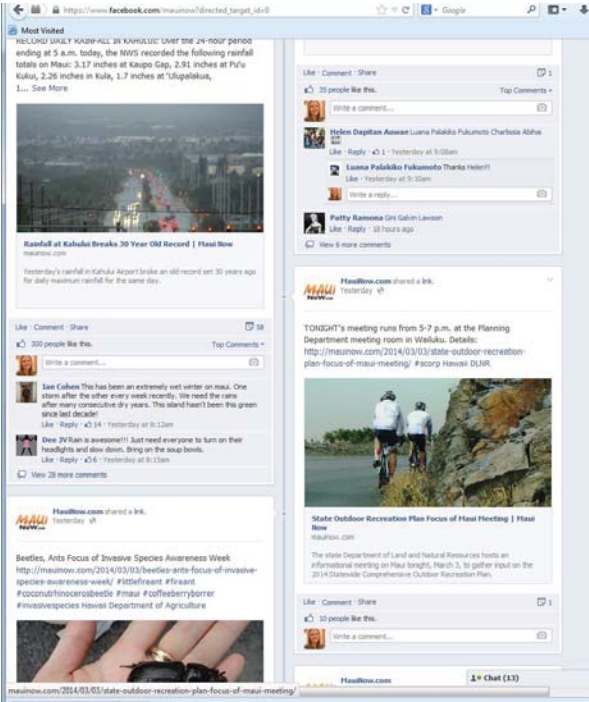 https://www.facebook.com/mauinow?directed_target_id=0
Google
Most Visited
RECORD DAILY RAINFALL IN KAHULUI: Over the 24-hour period
ending at 5 a.m. today, the NWS recorded the following rainfall
totals on Maui: 3.17 inches at Kaupo Gap, 2.91 inches at Pu'u
Kukui, 2.26 inches in Kula, 1.7 inches at 'Ulupalakua,
1... See More
Rainfall at Kahului Breaks 30 Year Old Record | Maui Now
mauinow.com
Yesterday's rainfall in Kahului Airport broke an old record set 30 years ago
for daily maximum rainfall for the same day.
Like · Comment · Share
58
300 people like this.
Top Comments
Write a comment...
Ian Cohen This has been an extremely wet winter on maui. One
storm after the other every week recently. We need the rains
after many consecutive dry years. This island hasn't been this green
since last decade!
Like · Reply · 14 · Yesterday at 8:12am
Dee JV Rain is awesome!!! Just need everyone to turn on their
headlights and slow down. Bring on the soup bowls.
Like · Reply · 6 · Yesterday at 8:15am
View 28 more comments
MAUI NOW.com
MauiNow.com shared a link.
Yesterday
Beetles, Ants Focus of Invasive Species Awareness Week
http://mauinow.com/2014/03/03/beetles-ants-focus-of-invasive-
species-awareness-week/ #littlefireant #fireant
#coconutrhinocerosbeetle #maui #coffeeberryborrer
#invasivespecies Hawaii Department of Agriculture
mauinow.com/2014/03/03/state-outdoor-recreation-plan-focus-of-maui-meeting/
Like · Comment · Share
1
35 people like this.
Top Comments
Write a comment...
Helen Dapitan Auwae Luana Palakiko Fukumoto Charbosa Abihai
Like · Reply · 1 · Yesterday at 9:08am
Luana Palakiko Fukumoto Thanks Helen!!
Like · Yesterday at 9:10am
Write a reply...
Patty Ramona Gini Galvin Lawson
Like · Reply · 18 hours ago
View 6 more comments
MAUI NOW.com
MauiNow.com shared a link.
Yesterday
TONIGHT's meeting runs from 5-7 p.m. at the Planning
Department meeting room in Wailuku. Details:
http://mauinow.com/2014/03/03/state-outdoor-recreation-
plan-focus-of-maui-meeting/ #scorp Hawaii DLNR
State Outdoor Recreation Plan Focus of Maui Meeting | Maui
Now
mauinow.com
The state Department of Land and Natural Resources hosts an
informational meeting on Maui tonight, March 3, to gather input on the
2014 Statewide Comprehensive Outdoor Recreation Plan.
Like · Comment · Share
1
10 people like this.
Write a comment...
MauiNow.com
Chat (13)